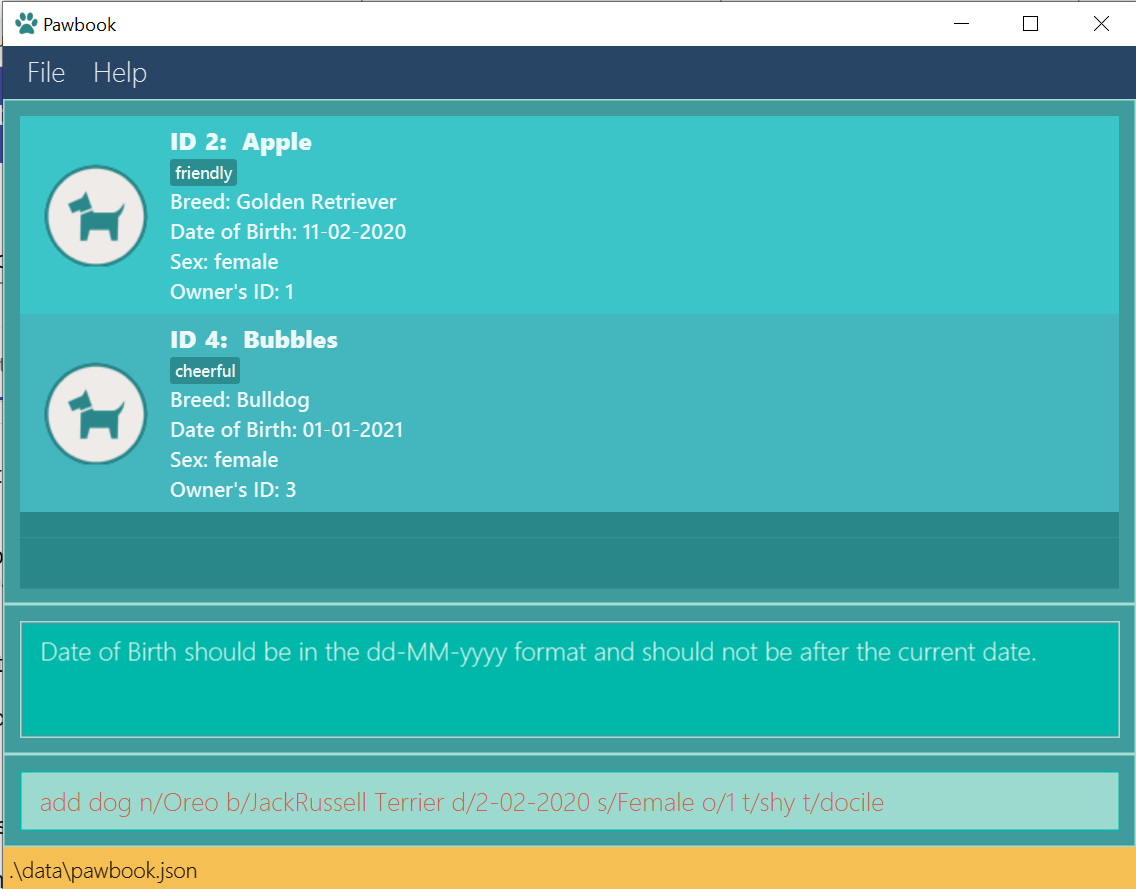 Pawbook
File Help
ID 2: Apple
friendly
Breed: Golden Retriever
Date of Birth: 11-02-2020
Sex: female
Owner's ID: 1
ID 4: Bubbles
cheerful
Breed: Bulldog
Date of Birth: 01-01-2021
Sex: female
Owner's ID: 3
Date of Birth should be in the dd-MM-yyyy format and should not be after the current date.
add dog n/Oreo b/JackRussell Terrier d/2-02-2020 s/Female o/1 t/shy t/docile
.\data\pawbook.json